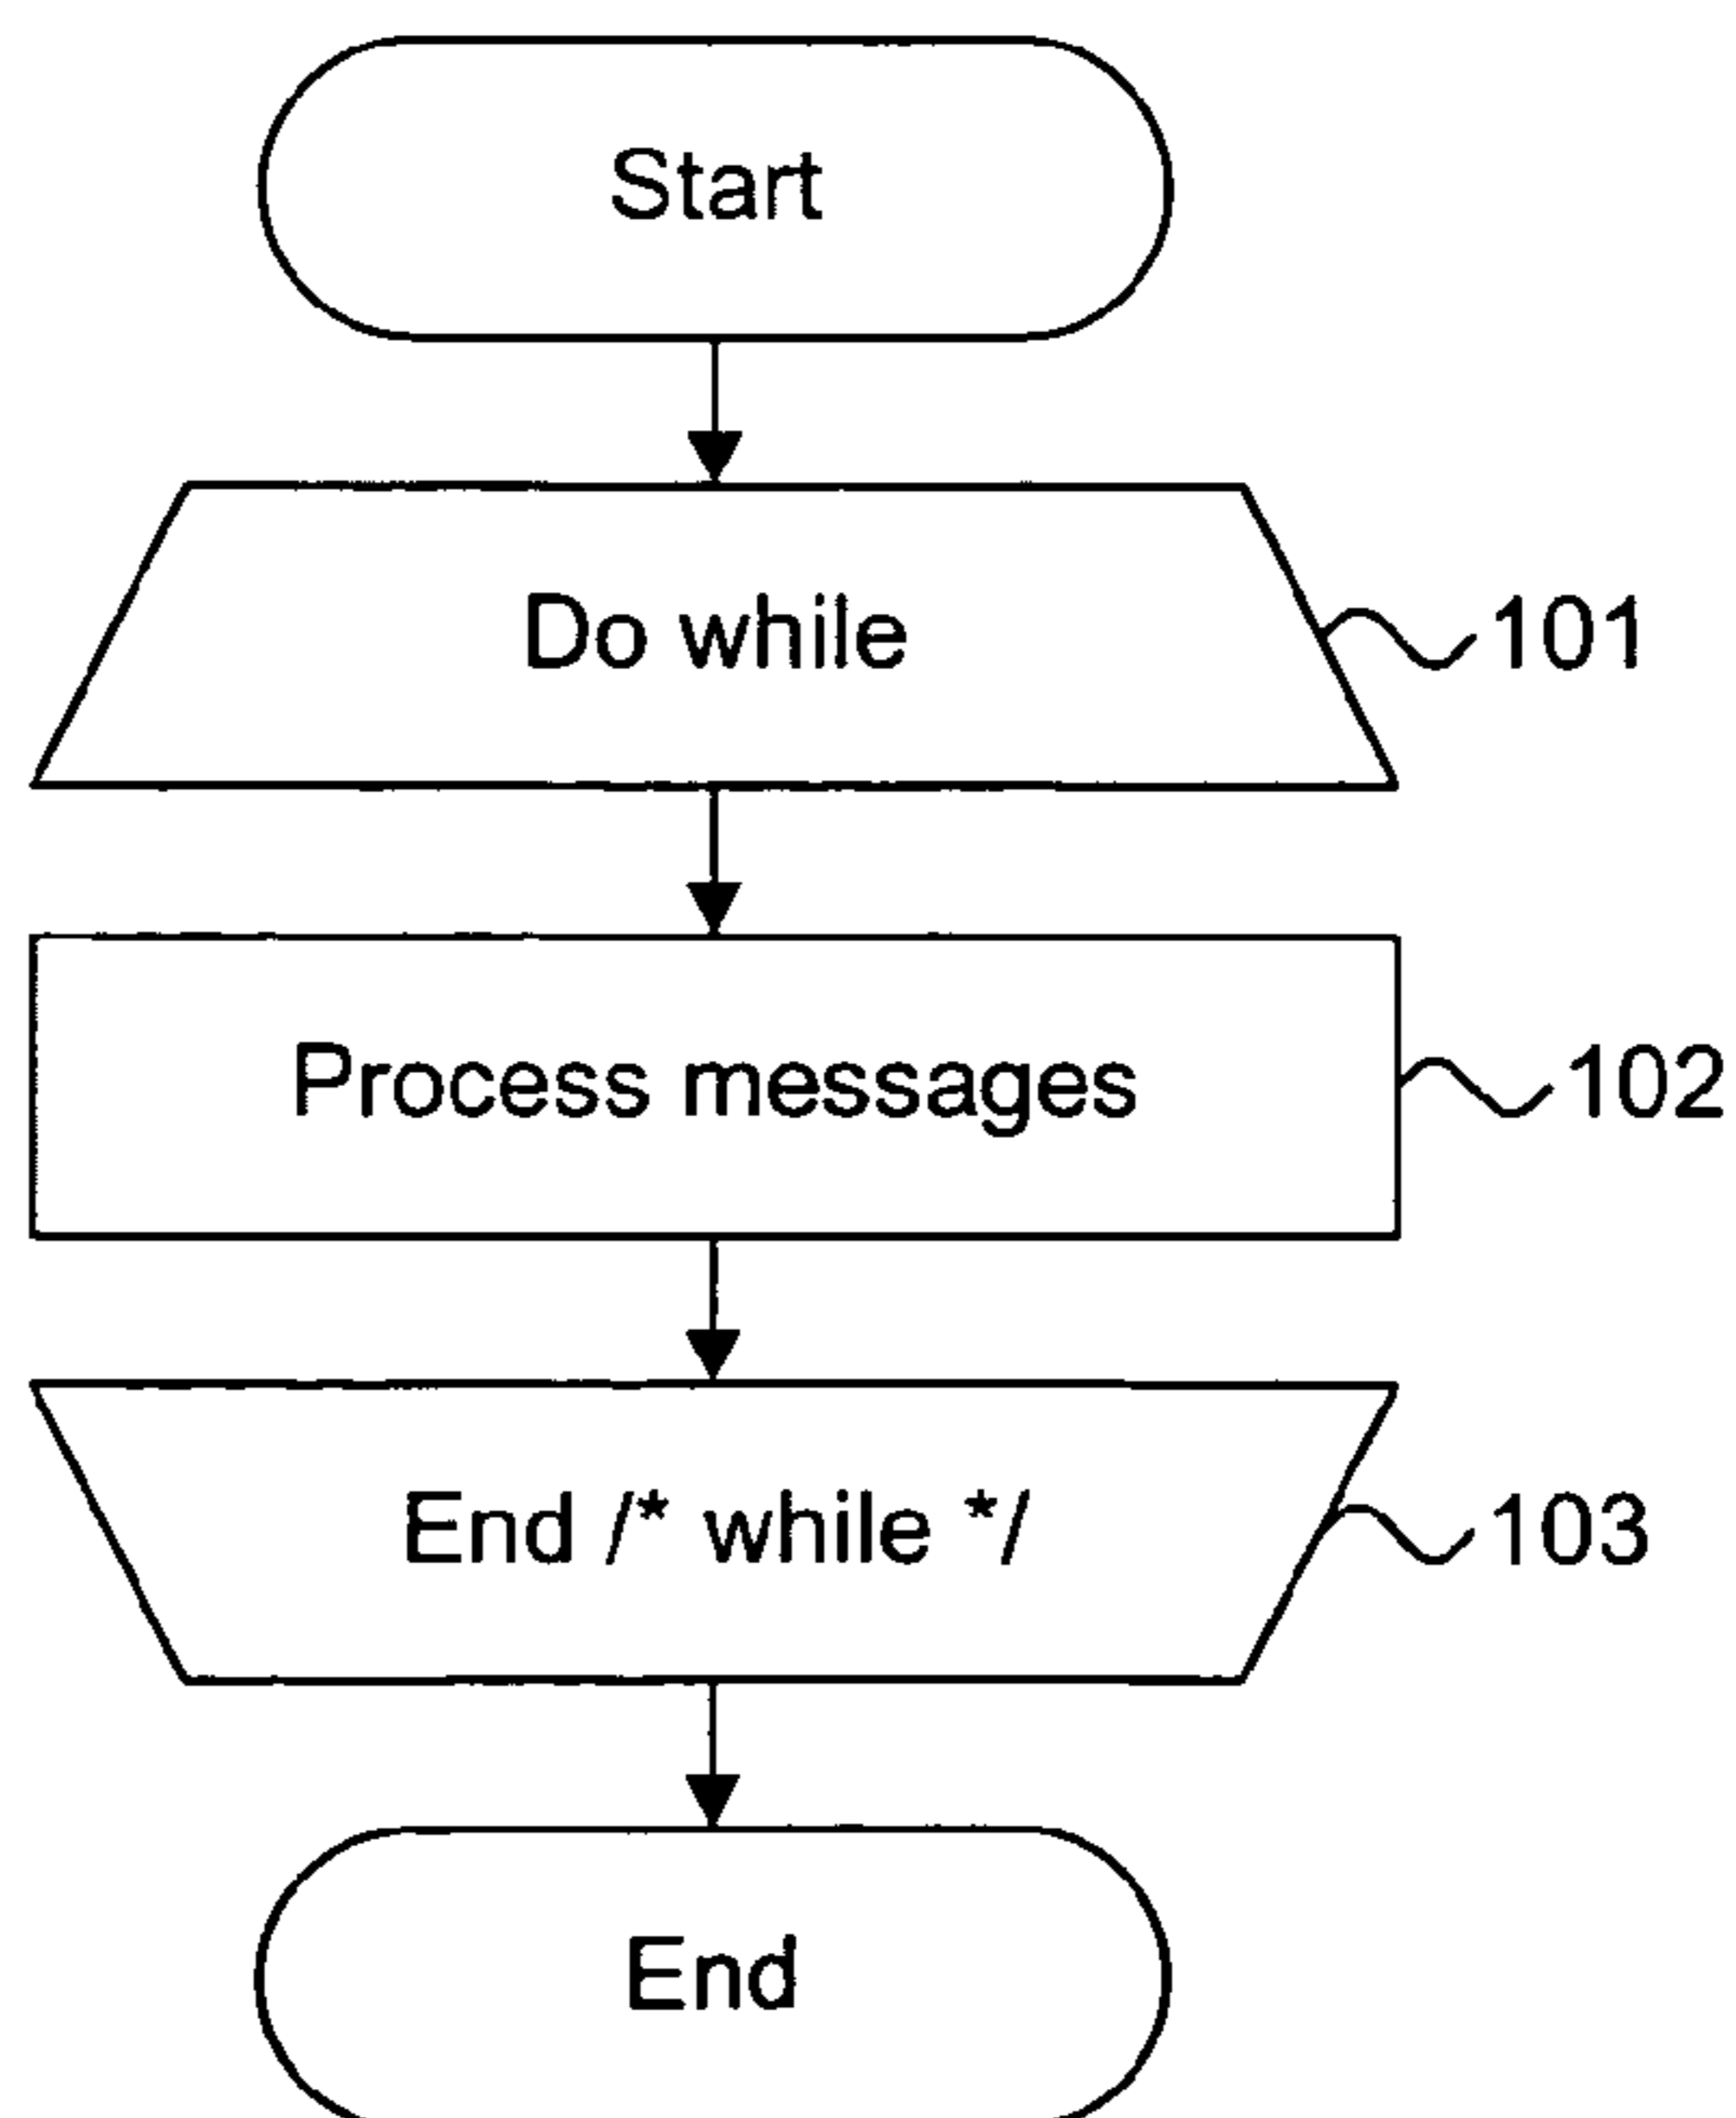 Start
Do while
101
Process messages
102
End /* while */
103
End